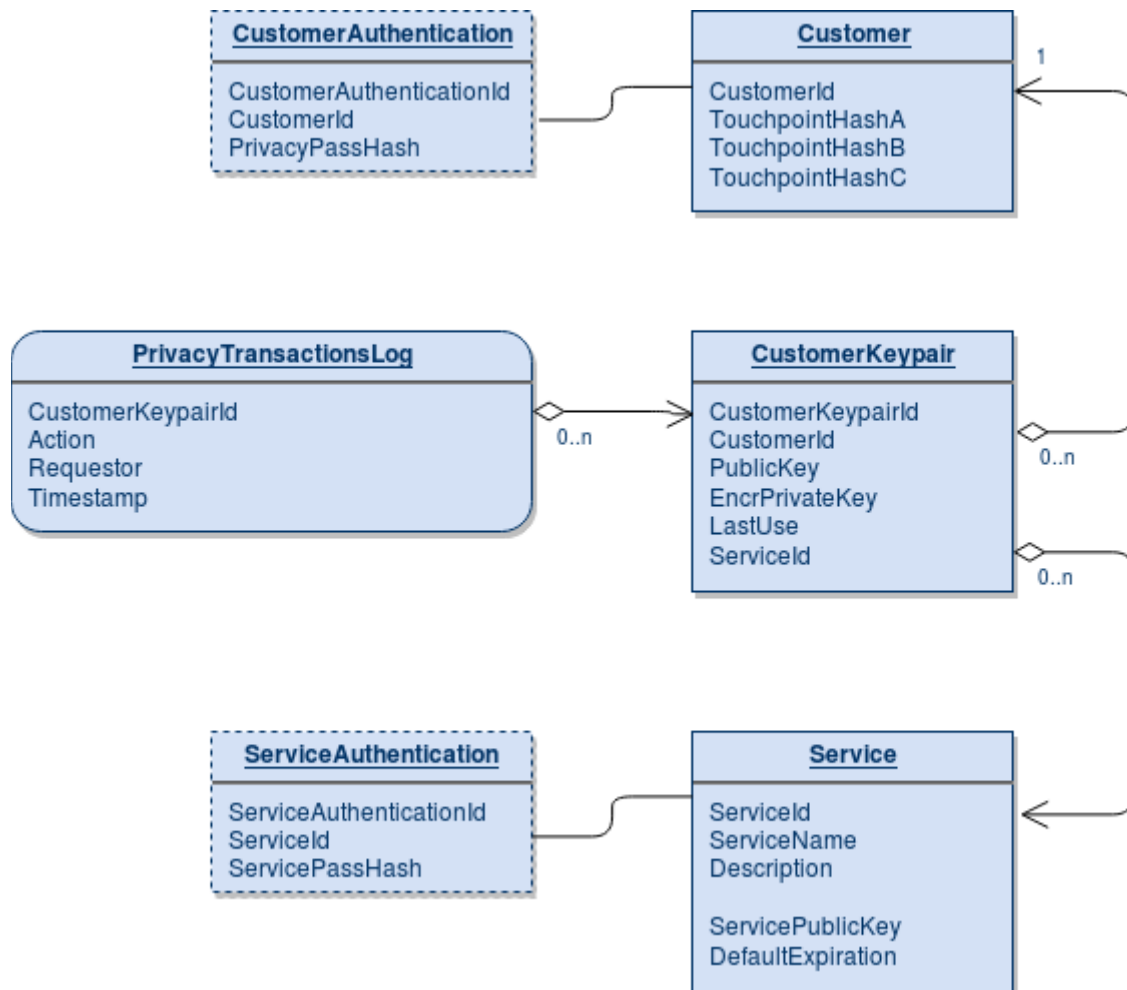 CustomerAuthentication
CustomerAuthenticationId
CustomerId
PrivacyPassHash
Customer
CustomerId
TouchpointHashA
TouchpointHashB
TouchpointHashC
1
PrivacyTransactionsLog
CustomerKeypairId
Action
Requestor
Timestamp
0..n
CustomerKeypair
CustomerKeypairId
CustomerId
PublicKey
EncrPrivateKey
LastUse
ServiceId
0..n
0..n
ServiceAuthentication
ServiceAuthenticationId
ServiceId
ServicePassHash
Service
ServiceId
ServiceName
Description
ServicePublicKey
DefaultExpiration